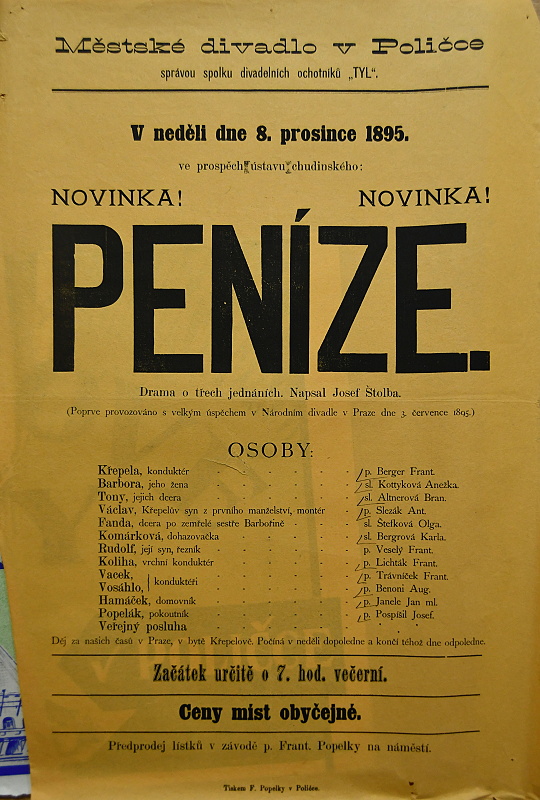 Městské divadlo v Poličce
správou spolku divadelních ochotníků „TYL“.
V neděli dne 8. prosince 1895.
ve prospěch ústavu chudinského:
NOVINKA! NOVINKA!
PENÍZE.
Drama o třech jednáních. Napsal Josef Štolba.
(Poprve provozováno s velkým úspěchem v Národním divadle v Praze dne 3. července 1895.)
OSOBY:
Křepela, konduktér - - - - - - p. Berger Frant.
Barbora, jeho žena - - - - - - sl. Kottyková Anežka.
Tony, jejich dcera - - - - - - sl. Altnerová Bran.
Václav, Křepelův syn z prvního manželství, montér - p. Slezák Ant.
Fanda, dcera po zemřelé sestře Barbořině - - - sl. Štefková Olga.
Komárková, dohazovačka - - - - - sl. Bergrová Karla.
Rudolf, její syn, řezník - - - - - - p. Veselý Frant.
Koliha, vrchní konduktér - - - - - p. Lichták Frant.
Vacek, } konduktéři - - - - - p. Trávníček Frant.
Vosáhlo, - - - - - p. Benoni Aug.
Hamáček, domovník - - - - - - p. Janele Jan ml.
Popelák, pokoutník - - - - - - p. Pospíšil Josef.
Veřejný posluha - - - - - - . .
Děj za našich časů v Praze, v bytě Křepelově. Počíná v neděli dopoledne a končí téhož dne odpoledne.
Začátek určitě o 7. hod. večerní.
Ceny míst obyčejné.
Předprodej lístků v závodě p. Frant. Popelky na náměstí.
Tiskem F. Popelky v Poličce.